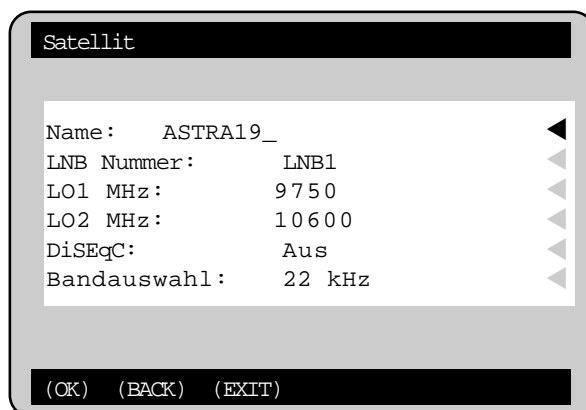 Satellit
Name: ASTRA19_
LNB Nummer: LNB1
LO1 MHz: 9750
LO2 MHz: 10600
DiSEqC: Aus
Bandauswahl: 22 kHz
(OK) (BACK) (EXIT)